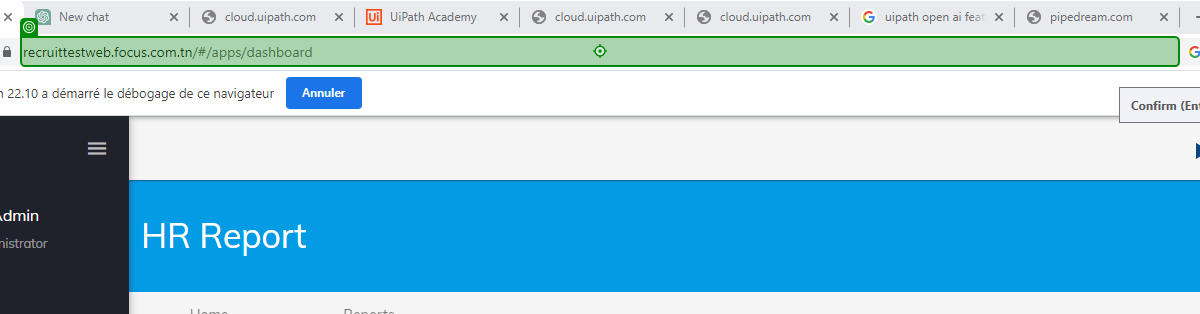 New chat cloud.uipath.com UiPath Academy cloud.uipath.com cloud.uipath.com uipath open ai feat pipedream.com
recruittestweb.focus.com.tn/#/apps/dashboard
22.10 a démarré le débogage de ce navigateur Annuler
Confirm (Ent
Admin
nistrator
HR Report
Home Reports